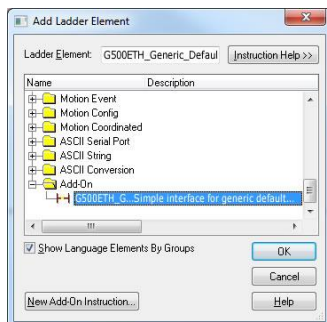 Add Ladder Element
Ladder Element: G500ETH_Generic_Defaul Instruction Help >>
Name Description
Motion Event
Motion Config
Motion Coordinated
ASCII Serial Port
ASCII String
ASCII Conversion
Add-On
G500ETH_G...Simple interface for generic default...
Show Language Elements By Groups
OK
Cancel
New Add-On Instruction...
Help